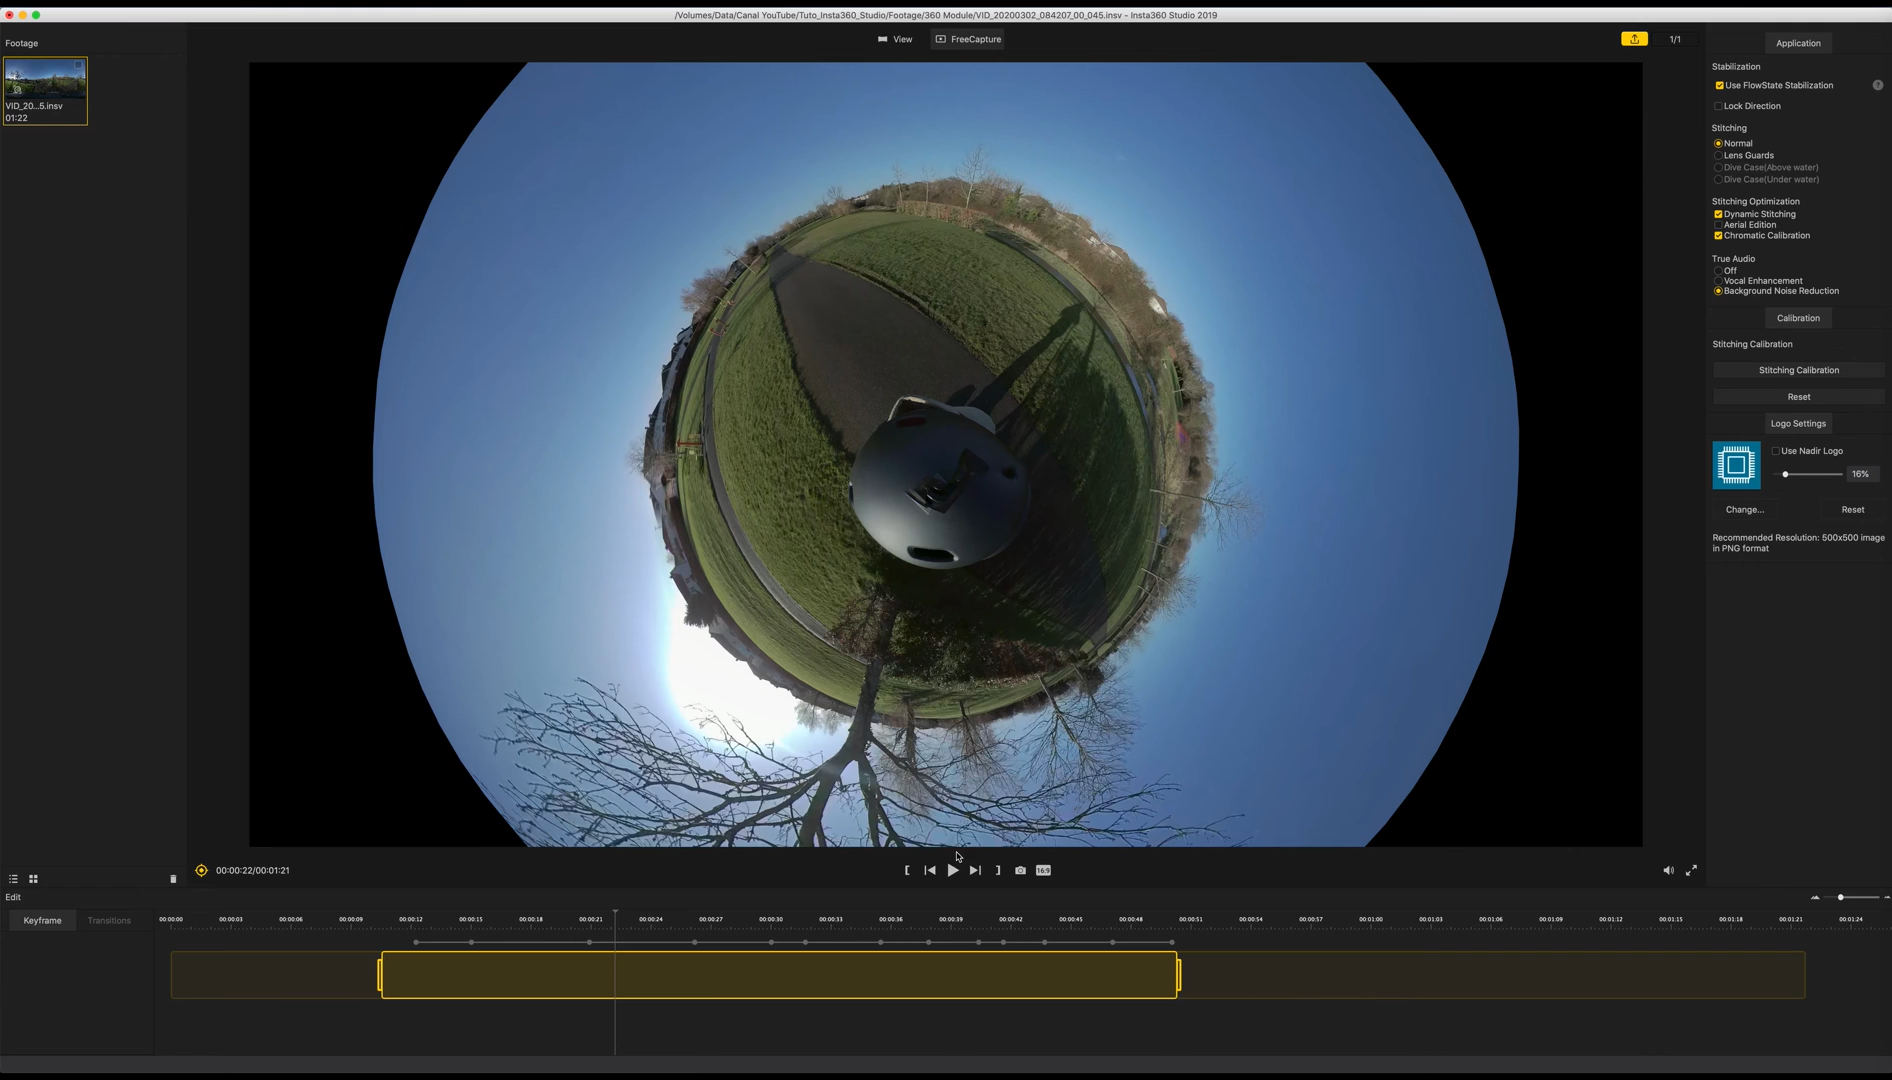 /Volumes/Data/Canal YouTube/Tuto_Insta360_Studio/Footage/360 Module/VID_20200302_084207_00_045.insv - Insta360 Studio 2019
Footage
View
FreeCapture
1/1
VID_20...5.insv
01:22
Application
Stabilization
Use FlowState Stabilization
?
Lock Direction
Stitching
Normal
Lens Guards
Dive Case(Above water)
Dive Case(Under water)
Stitching Optimization
Dynamic Stitching
Aerial Edition
Chromatic Calibration
True Audio
Off
Vocal Enhancement
Background Noise Reduction
Calibration
Stitching Calibration
Stitching Calibration
Reset
Logo Settings
Use Nadir Logo
16%
Change...
Reset
Recommended Resolution: 500x500 image
in PNG format
00:00:22/00:01:21
[
]
16:9
Edit
Keyframe
Transitions
00:00:00 00:00:03 00:00:06 00:00:09 00:00:12 00:00:15 00:00:18 00:00:21 00:00:24 00:00:27 00:00:30 00:00:33 00:00:36 00:00:39 00:00:42 00:00:45 00:00:48 00:00:51 00:00:54 00:00:57 00:01:00 00:01:03 00:01:06 00:01:09 00:01:12 00:01:15 00:01:18 00:01:21 00:01:24